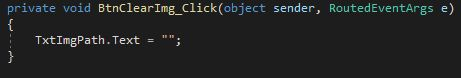 private void BtnClearImg_Click(object sender, RoutedEventArgs e)
{
    TxtImgPath.Text = "";
}